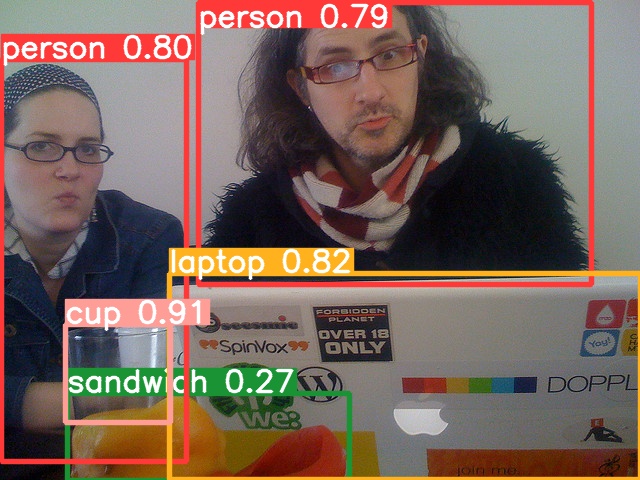 person 0.79
person 0.80
laptop 0.82
cup 0.91
sandwich 0.27
seesmic
SpinVox
FORBIDDEN
PLANET
OVER 18
ONLY
Yay!
DOPPL
we:
join me